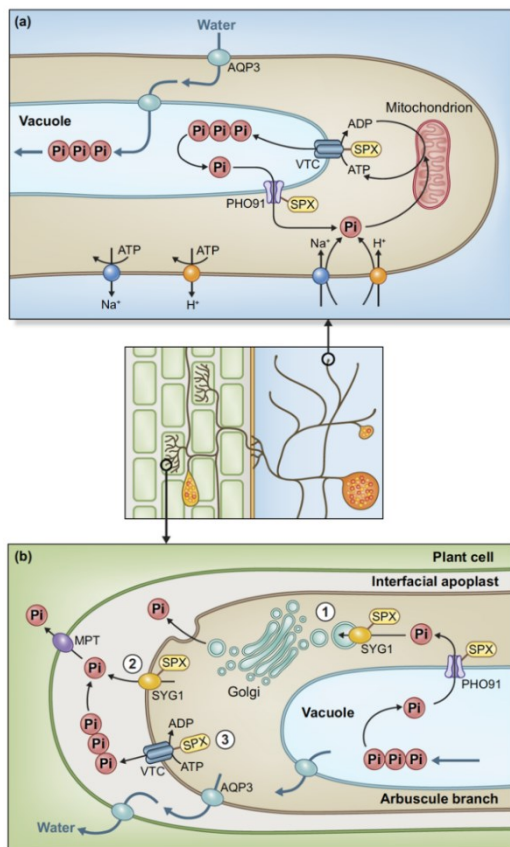 (a)
Water
AQP3
Vacuole
Pi Pi Pi
Pi Pi Pi
Pi
VTC
SPX
ADP
ATP
Mitochondrion
PHO91
SPX
Pi
Na⁺
H⁺
ATP
Na⁺
ATP
H⁺
(b)
Plant cell
Interfacial apoplast
Pi
MPT
Pi
Pi
Pi
Pi
Pi
Pi
2
SPX
SYG1
Golgi
1
SPX
SYG1
Pi
SPX
PHO91
ADP
SPX
3
VTC
ATP
Vacuole
Pi
Pi Pi Pi
AQP3
Water
Arbuscule branch